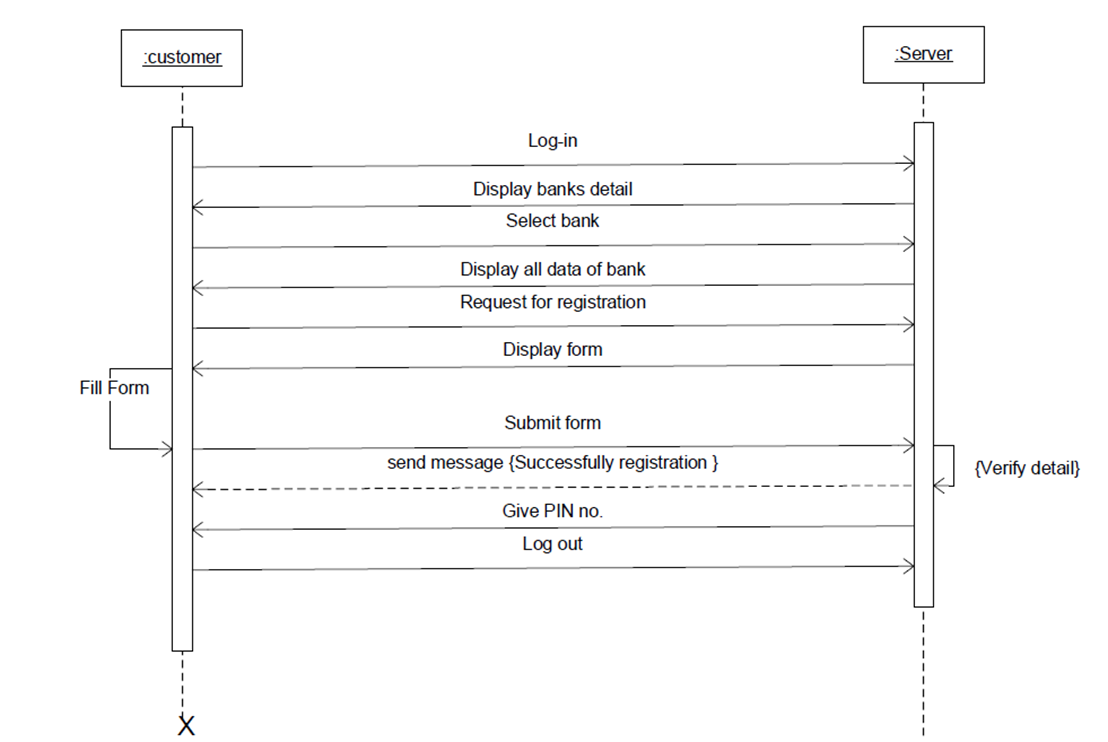 :customer
:Server
Log-in
Display banks detail
Select bank
Display all data of bank
Request for registration
Display form
Fill Form
Submit form
send message {Successfully registration }
{Verify detail}
Give PIN no.
Log out
X